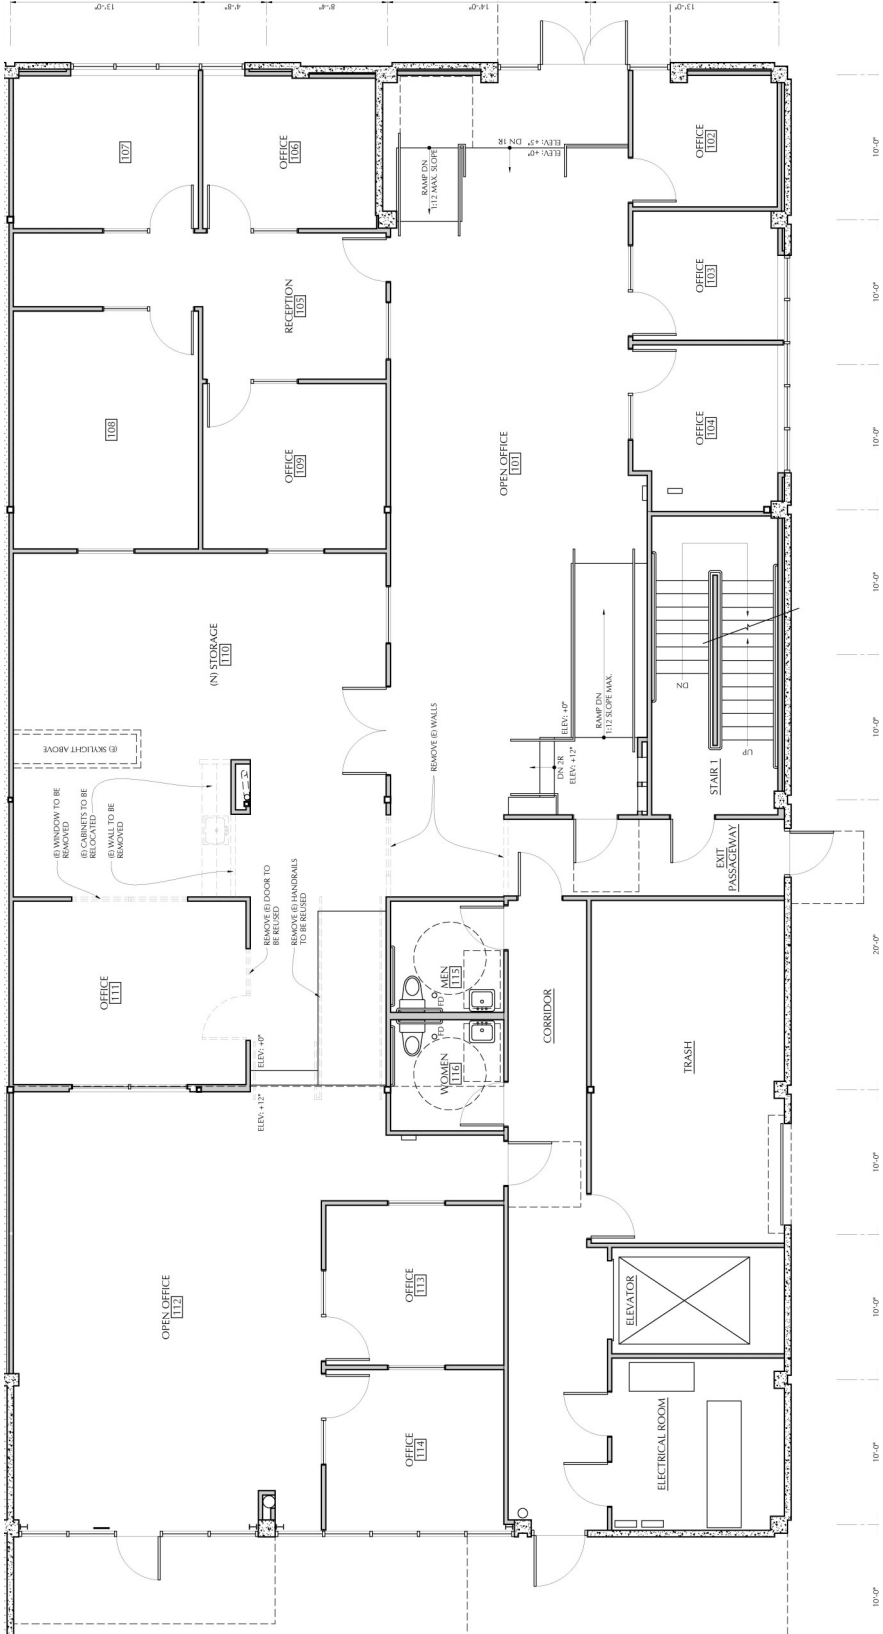 13'-0"
4'-8"
8'-4"
14'-0"
13'-0"
107
OFFICE
106
ELEV: +5"
ELEV: +0"
DN 1R
RAMP DN
1:12 MAX. SLOPE
OFFICE
102
10'-0"
RECEPTION
105
OFFICE
103
10'-0"
108
OFFICE
109
OPEN OFFICE
101
OFFICE
104
10'-0"
10'-0"
(N) STORAGE
110
(E) SKYLIGHT ABOVE
REMOVE (E) WALLS
ELEV: +0"
RAMP DN
1:12 SLOPE MAX.
DN 2R
ELEV: +12"
DN
UP
STAIR 1
10'-0"
(E) WINDOW TO BE
REMOVED
(E) CABINETS TO BE
RELOCATED
(E) WALL TO BE
REMOVED
EXIT
PASSAGEWAY
REMOVE (E) DOOR TO
BE REUSED
REMOVE (E) HANDRAILS
TO BE REUSED
OFFICE
111
MEN
115
FD
FD
WOMEN
116
CORRIDOR
TRASH
20'-0"
ELEV: +0"
ELEV: +12"
10'-0"
OPEN OFFICE
112
OFFICE
113
ELEVATOR
10'-0"
OFFICE
114
ELECTRICAL ROOM
10'-0"
10'-0"